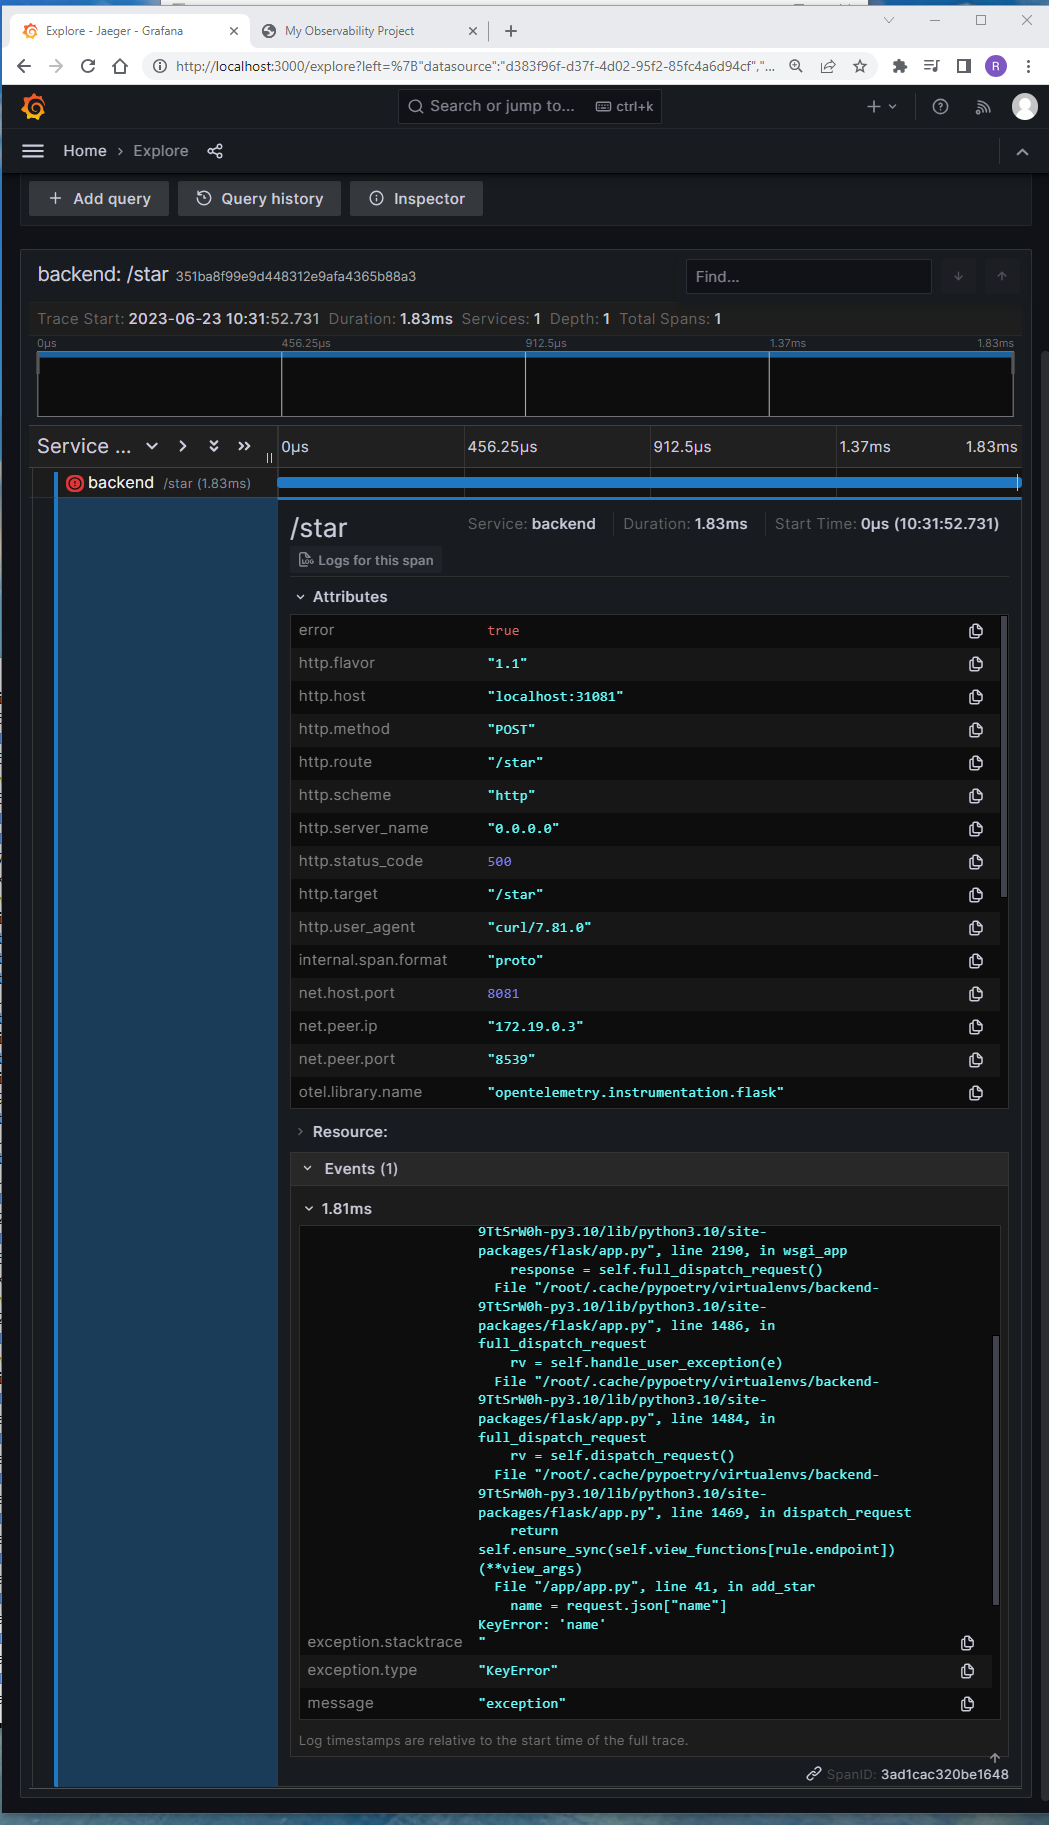 Explore - Jaeger - Grafana
My Observability Project
http://localhost:3000/explore?left=%7B"datasource":"d383f96f-d37f-4d02-95f2-85fc4a6d94cf","...
R
Search or jump to...
ctrl+k
Home
Explore
Add query
Query history
Inspector
backend: /star 351ba8f99e9d448312e9afa4365b88a3
Find...
Trace Start: 2023-06-23 10:31:52.731 Duration: 1.83ms Services: 1 Depth: 1 Total Spans: 1
0μs 456.25μs 912.5μs 1.37ms 1.83ms
Service ...
0μs 456.25μs 912.5μs 1.37ms 1.83ms
backend /star (1.83ms)
/star
Service: backend Duration: 1.83ms Start Time: 0μs (10:31:52.731)
Logs for this span
Attributes
error true
http.flavor "1.1"
http.host "localhost:31081"
http.method "POST"
http.route "/star"
http.scheme "http"
http.server_name "0.0.0.0"
http.status_code 500
http.target "/star"
http.user_agent "curl/7.81.0"
internal.span.format "proto"
net.host.port 8081
net.peer.ip "172.19.0.3"
net.peer.port "8539"
otel.library.name "opentelemetry.instrumentation.flask"
Resource:
Events (1)
1.81ms
9TtSrW0h-py3.10/lib/python3.10/site-
packages/flask/app.py", line 2190, in wsgi_app
response = self.full_dispatch_request()
File "/root/.cache/pypoetry/virtualenvs/backend-
9TtSrW0h-py3.10/lib/python3.10/site-
packages/flask/app.py", line 1486, in
full_dispatch_request
rv = self.handle_user_exception(e)
File "/root/.cache/pypoetry/virtualenvs/backend-
9TtSrW0h-py3.10/lib/python3.10/site-
packages/flask/app.py", line 1484, in
full_dispatch_request
rv = self.dispatch_request()
File "/root/.cache/pypoetry/virtualenvs/backend-
9TtSrW0h-py3.10/lib/python3.10/site-
packages/flask/app.py", line 1469, in dispatch_request
return
self.ensure_sync(self.view_functions[rule.endpoint])
(**view_args)
File "/app/app.py", line 41, in add_star
name = request.json["name"]
KeyError: 'name'
exception.stacktrace "
exception.type "KeyError"
message "exception"
Log timestamps are relative to the start time of the full trace.
SpanID: 3ad1cac320be1648